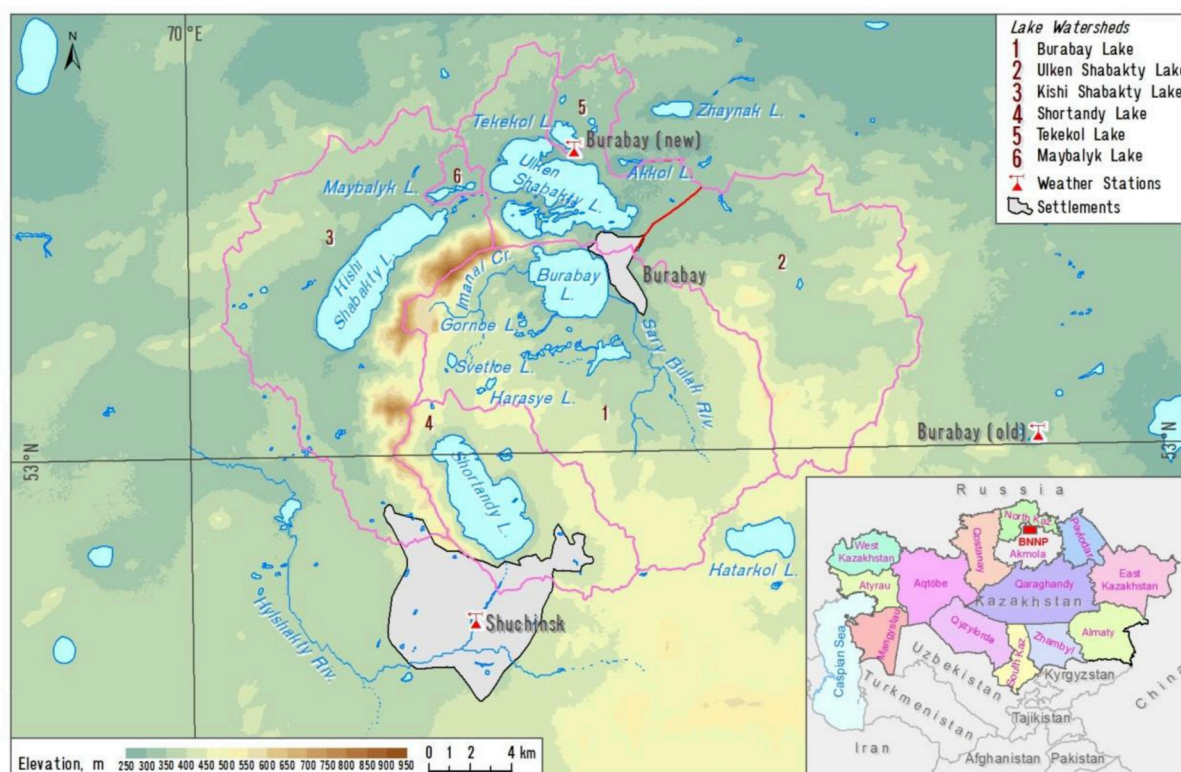 N
70 °E
Lake Watersheds
1 Burabay Lake
2 Ulken Shabakty Lake
3 Kishi Shabakty Lake
4 Shortandy Lake
5 Tekekol Lake
6 Maybalyk Lake
Weather Stations
Settlements
5
Zhaynak L.
Tekekol L.
Burabay (new)
Ulken
Shabakty L.
Akkol L.
6
Maybalyk L.
3
Kishi
Shabakty L.
Imanai Cr.
Burabay
L.
Burabay
2
Gornoe L.
Sary Bulak Riv.
Svetloe L.
Harasye L.
1
4
Burabay (old)
53°N
53°N
Shortandy L.
Hatarkol L.
Kylshakty Riv.
Shuchinsk
Russia
North Kaz
BNNP
Akmola
Qostanay
Pavlodar
West
Kazakhstan
East
Kazakhstan
Atyrau
Aqtöbe
Qaraghandy
Kazakhstan
Mangystau
Qyzylorda
South Kaz
Zhambyl
Almaty
Caspian Sea
Uzbekistan
Kyrgyzstan
Turkmenistan
China
Tajikistan
Iran
Afghanistan
Pakistan
Elevation, m
250 300 350 400 450 500 550 600 650 700 750 800 850 900 950
0 1 2 4 km